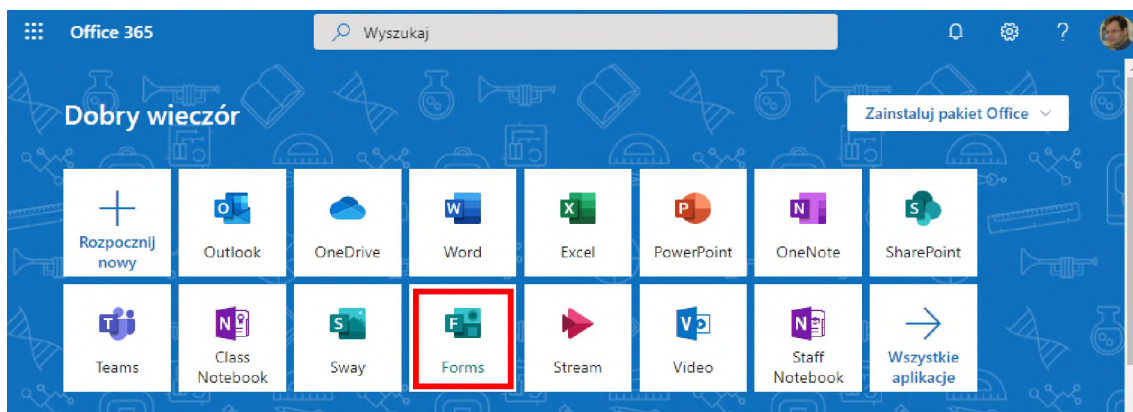 Office 365
Wyszukaj
?
Dobry wieczór
Zainstaluj pakiet Office
Rozpocznij
nowy
Outlook
OneDrive
Word
Excel
PowerPoint
OneNote
SharePoint
Teams
Class
Notebook
Sway
Forms
Stream
Video
Staff
Notebook
Wszystkie
aplikacje